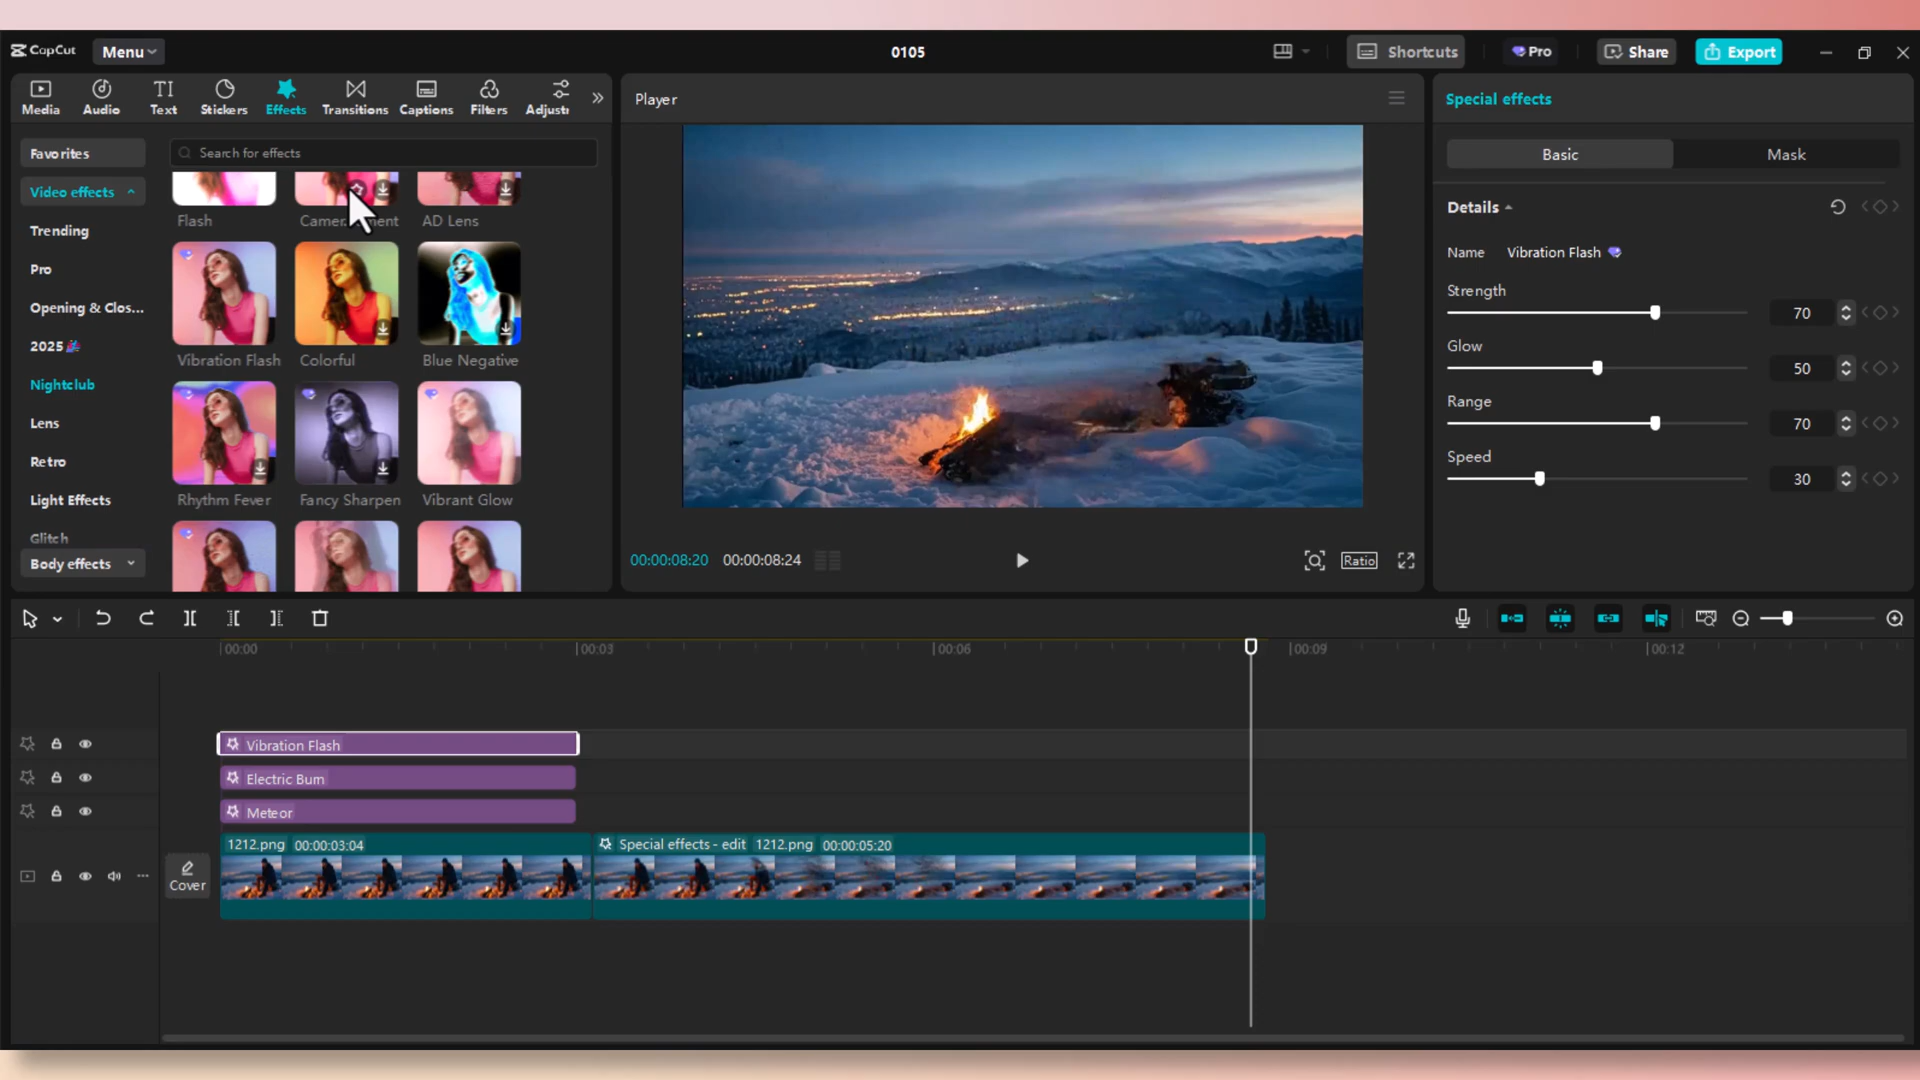 CapCut
Menu
0105
Shortcuts
Pro
Share
Export
Media
Audio
TI
Text
Stickers
Effects
Transitions
Captions
Filters
Adjustr
Player
Special effects
Favorites
Search for effects
Basic
Mask
Video effects
Trending
Pro
Opening & Clos...
2025
Nightclub
Lens
Retro
Light Effects
Glitch
Body effects
Flash
AD Lens
Vibration Flash
Colorful
Blue Negative
Rhythm Fever
Fancy Sharpen
Vibrant Glow
Details
Name Vibration Flash
Strength
70
Glow
50
Range
70
Speed
30
00:00:08:20 00:00:08:24
Ratio
00:00
00:03
00:06
00:09
00:12
Vibration Flash
Electric Bum
Meteor
1212.png 00:00:03:04
Special effects - edit 1212.png 00:00:05:20
Cover